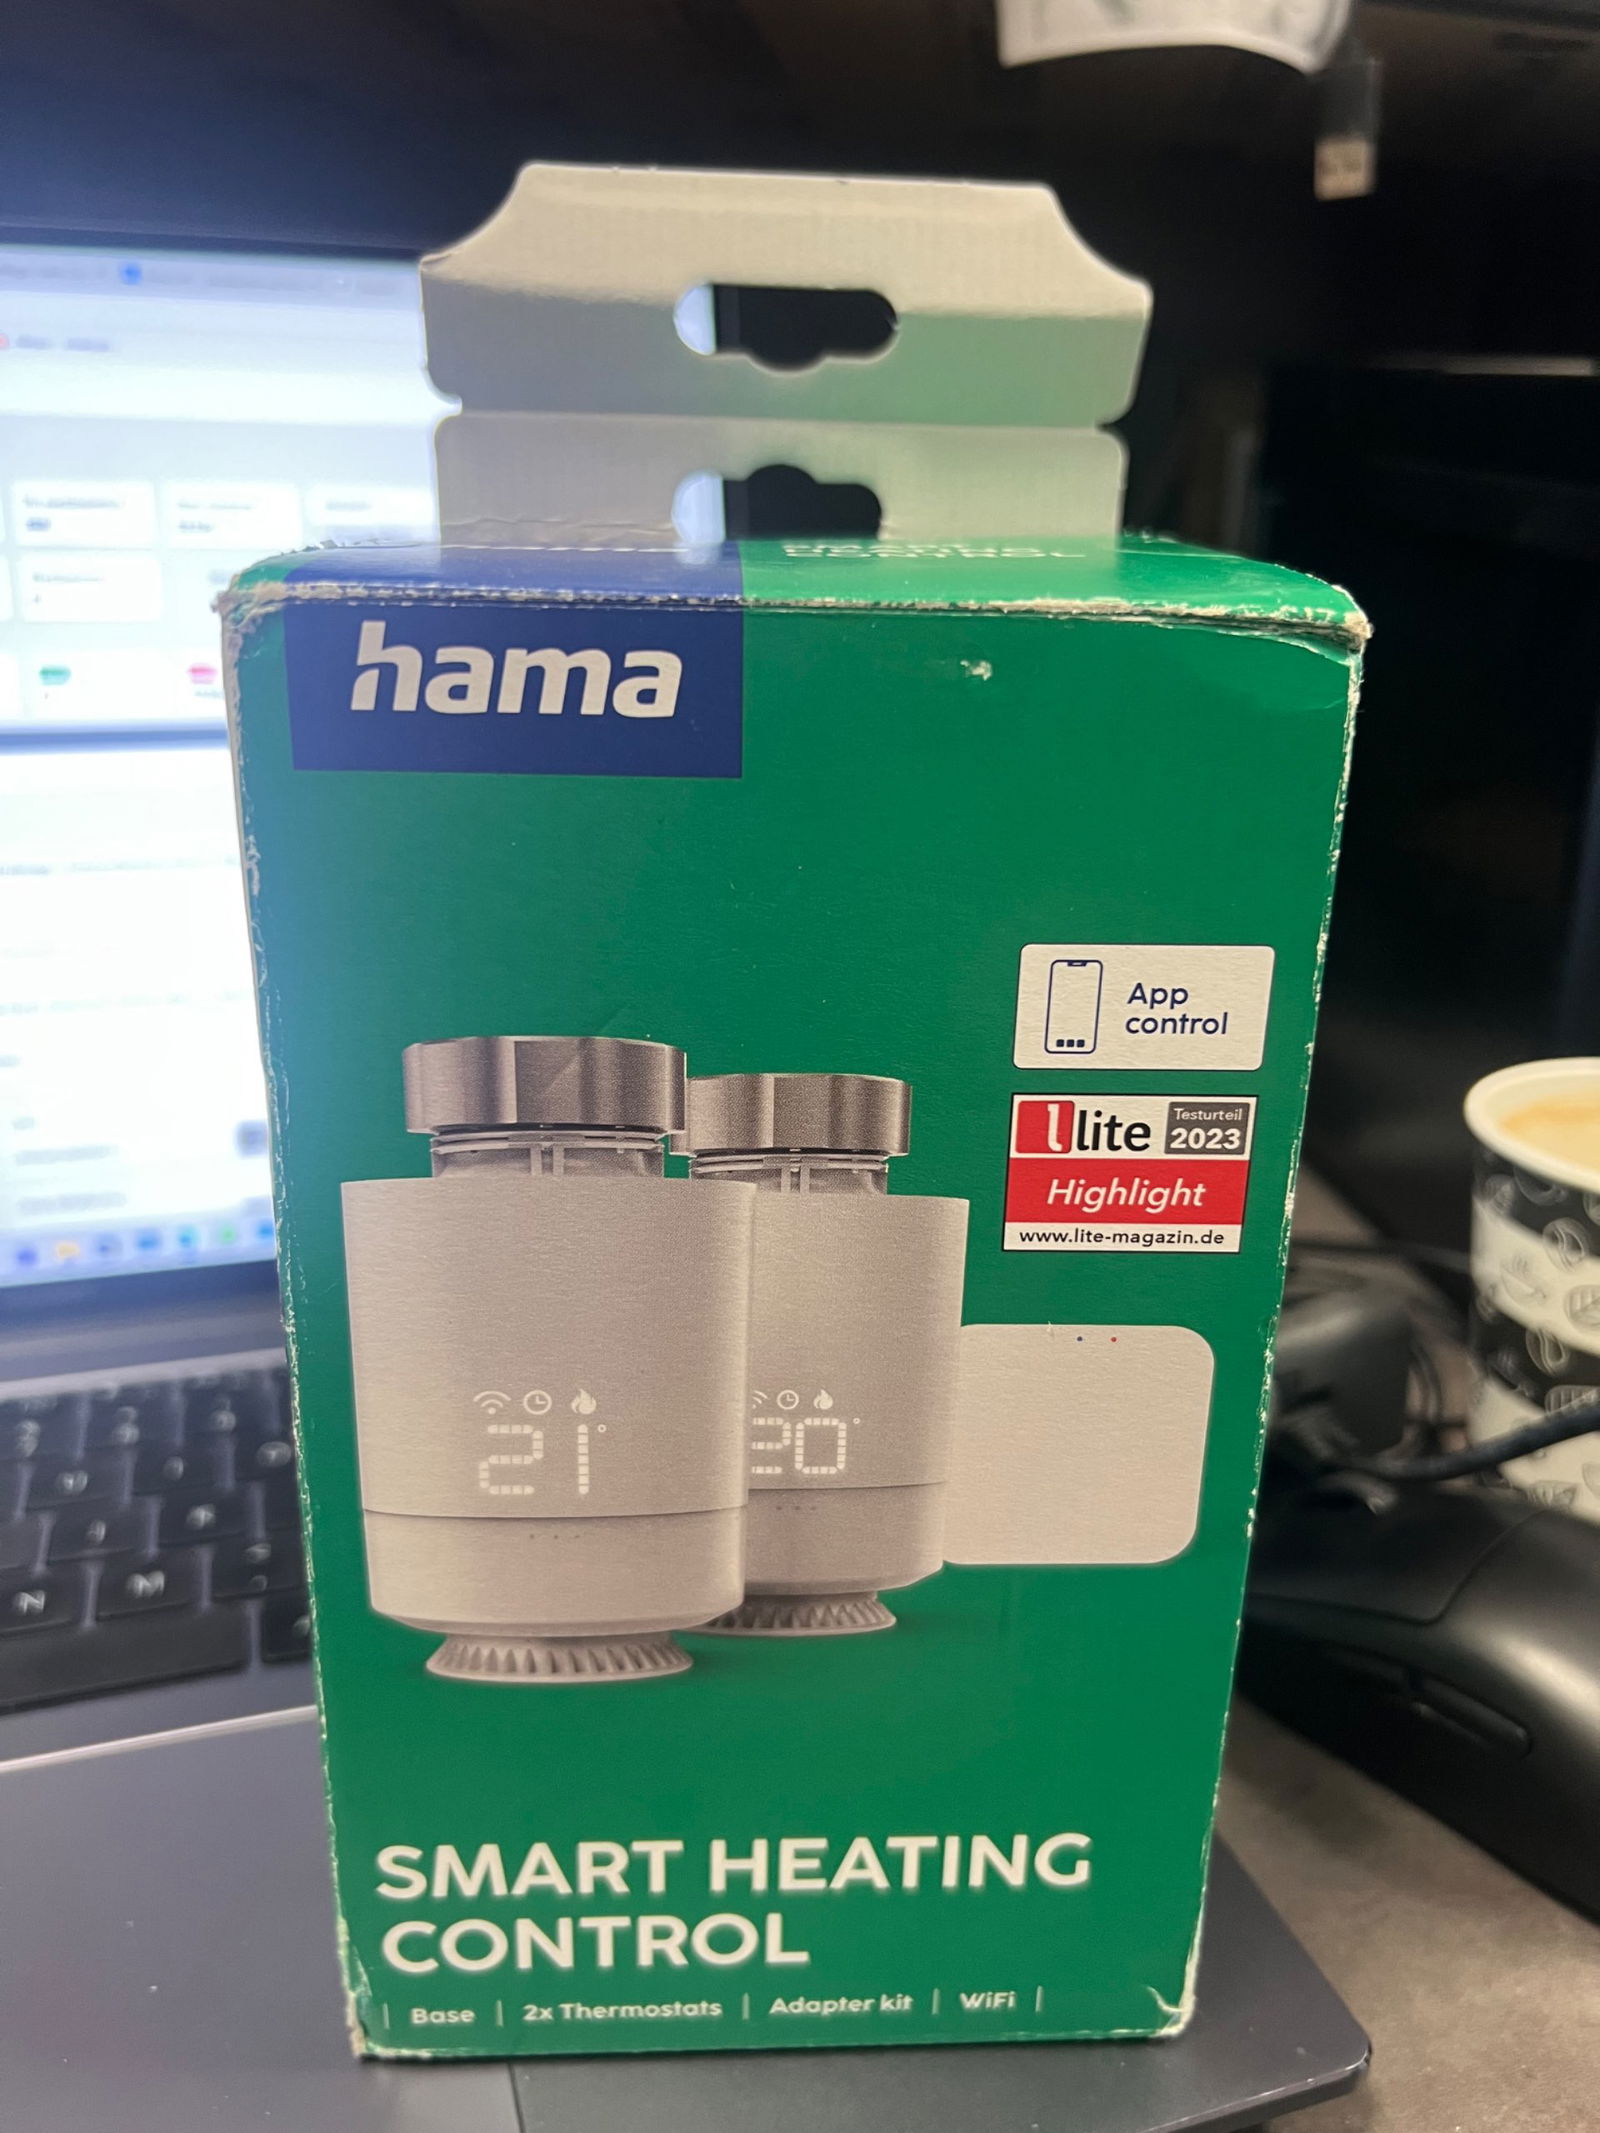 hama
App
control
lite
Testurteil
2023
Highlight
www.lite-magazin.de
21°
20°
SMART HEATING
CONTROL
| Base | 2x Thermostats | Adapter kit | WiFi |
N
M